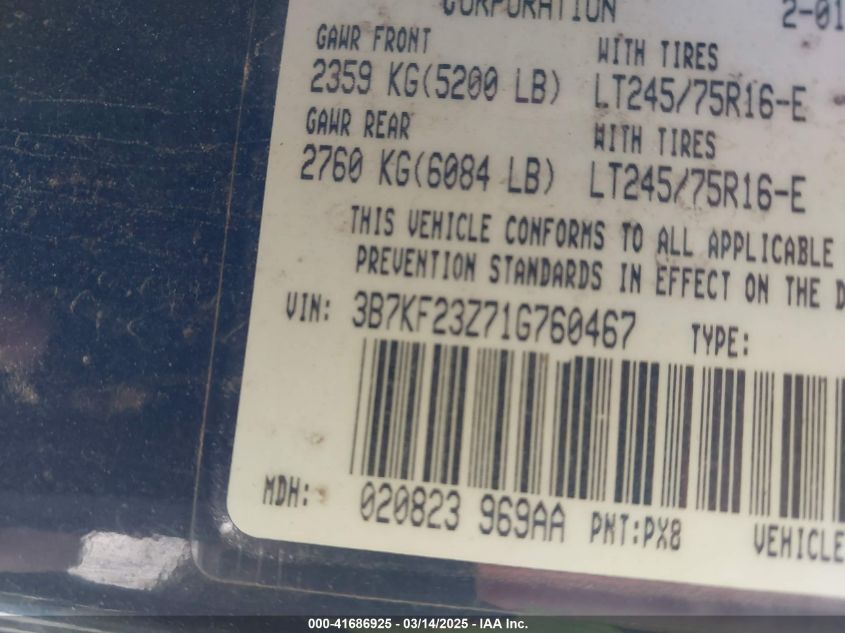 CORPORATION 2-01
GAWR FRONT WITH TIRES
2359 KG(5200 LB) LT245/75R16-E
GAWR REAR WITH TIRES
2760 KG(6084 LB) LT245/75R16-E
THIS VEHICLE CONFORMS TO ALL APPLICABLE
PREVENTION STANDARDS IN EFFECT ON THE D
VIN: 3B7KF23Z71G760467 TYPE:
MDH: 020823 969AA PNT:PX8 VEHICLE
000-41686925 - 03/14/2025 - IAA Inc.